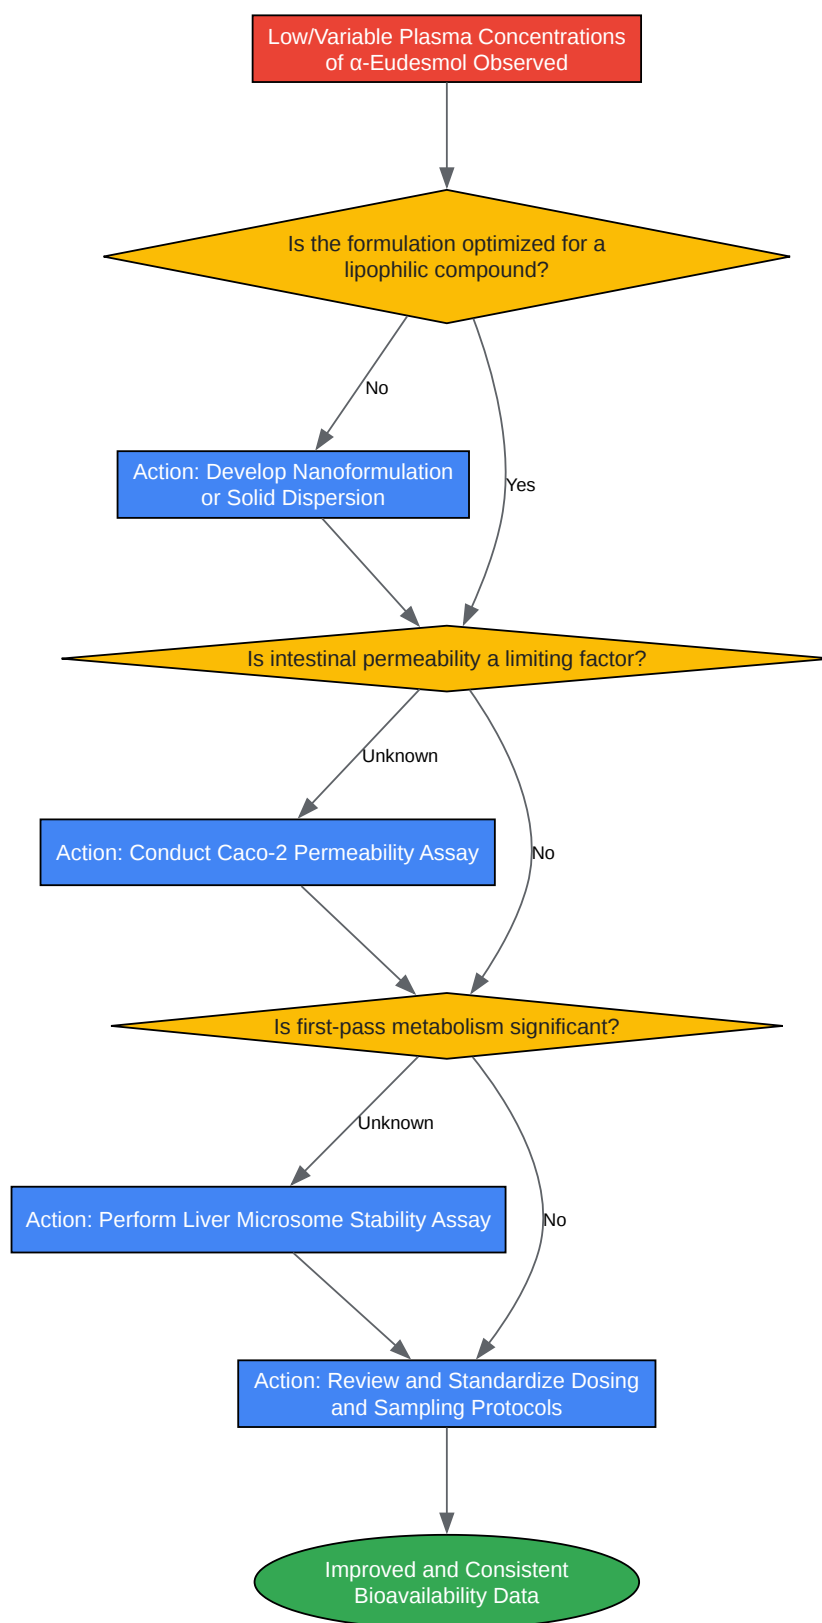 Low/Variable Plasma Concentrations
of α-Eudesmol Observed
Is the formulation optimized for a
lipophilic compound?
No
Action: Develop Nanoformulation
or Solid Dispersion
Yes
Is intestinal permeability a limiting factor?
Unknown
Action: Conduct Caco-2 Permeability Assay
No
Is first-pass metabolism significant?
Unknown
Action: Perform Liver Microsome Stability Assay
No
Action: Review and Standardize Dosing
and Sampling Protocols
Improved and Consistent
Bioavailability Data